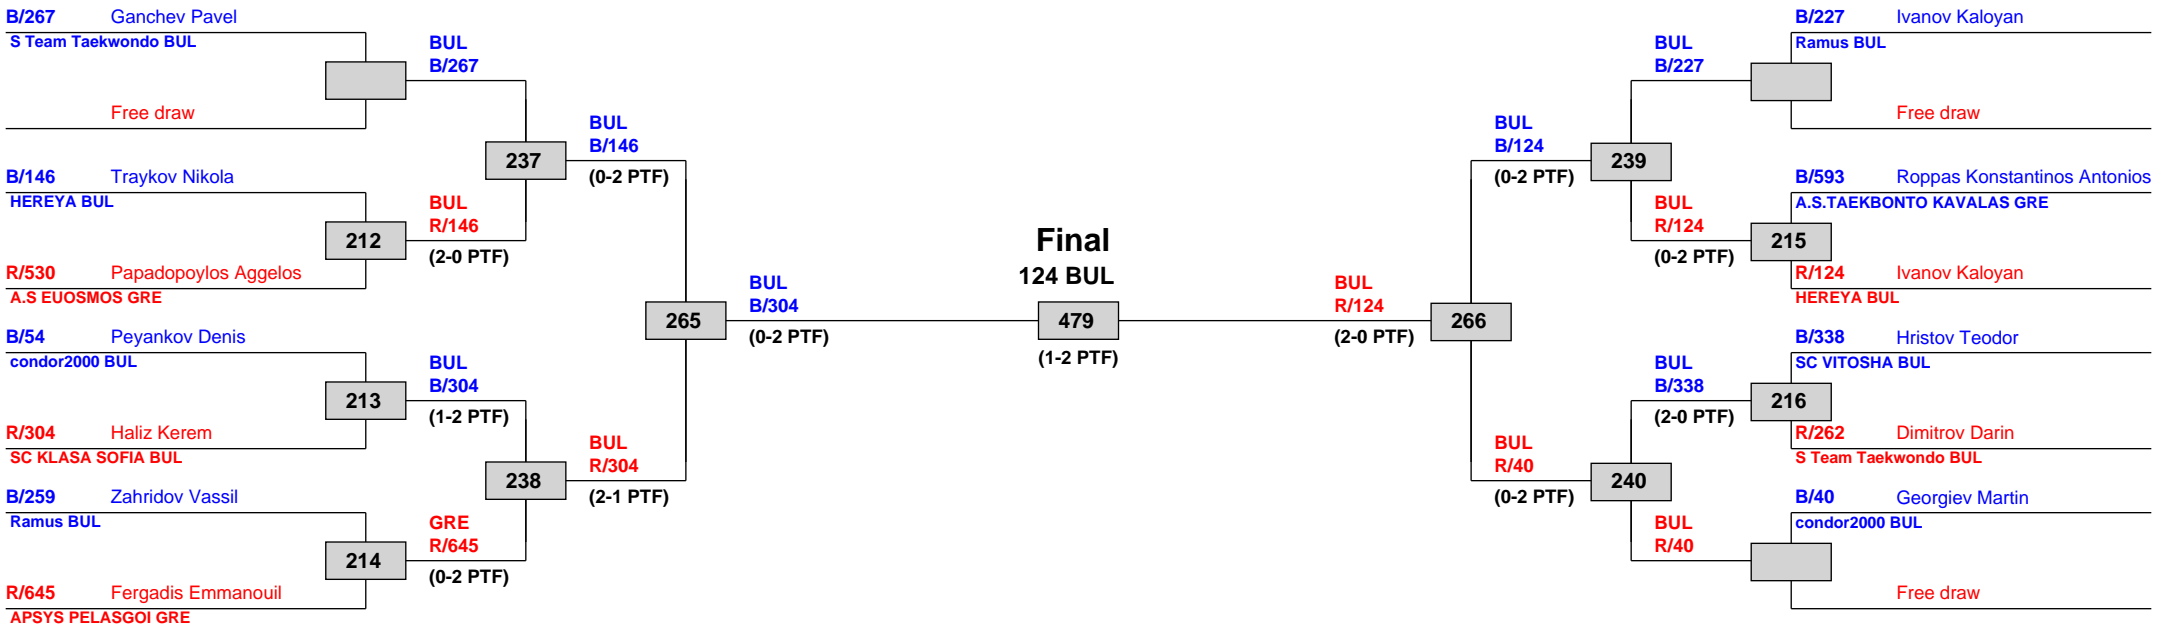 B/267 Ganchev Pavel
S Team Taekwondo BUL
Free draw
B/146 Traykov Nikola
HEREYA BUL
R/530 Papadopoylos Aggelos
A.S EUOSMOS GRE
B/54 Peyankov Denis
condor2000 BUL
R/304 Haliz Kerem
SC KLASA SOFIA BUL
B/259 Zahridov Vassil
Ramus BUL
R/645 Fergadis Emmanouil
APSYS PELASGOI GRE
BUL
B/267
212
BUL
R/146
(2-0 PTF)
213
BUL
B/304
(1-2 PTF)
214
GRE
R/645
(0-2 PTF)
237
BUL
B/146
(0-2 PTF)
238
BUL
R/304
(2-1 PTF)
265
BUL
B/304
(0-2 PTF)
Final
124 BUL
479
(1-2 PTF)
BUL
R/124
(2-0 PTF)
266
BUL
B/124
(0-2 PTF)
239
BUL
R/40
(0-2 PTF)
240
BUL
B/227
BUL
R/124
(0-2 PTF)
215
BUL
B/338
(2-0 PTF)
216
BUL
R/40
B/227 Ivanov Kaloyan
Ramus BUL
Free draw
B/593 Roppas Konstantinos Antonios
A.S.TAEKBONTO KAVALAS GRE
R/124 Ivanov Kaloyan
HEREYA BUL
B/338 Hristov Teodor
SC VITOSHA BUL
R/262 Dimitrov Darin
S Team Taekwondo BUL
B/40 Georgiev Martin
condor2000 BUL
Free draw